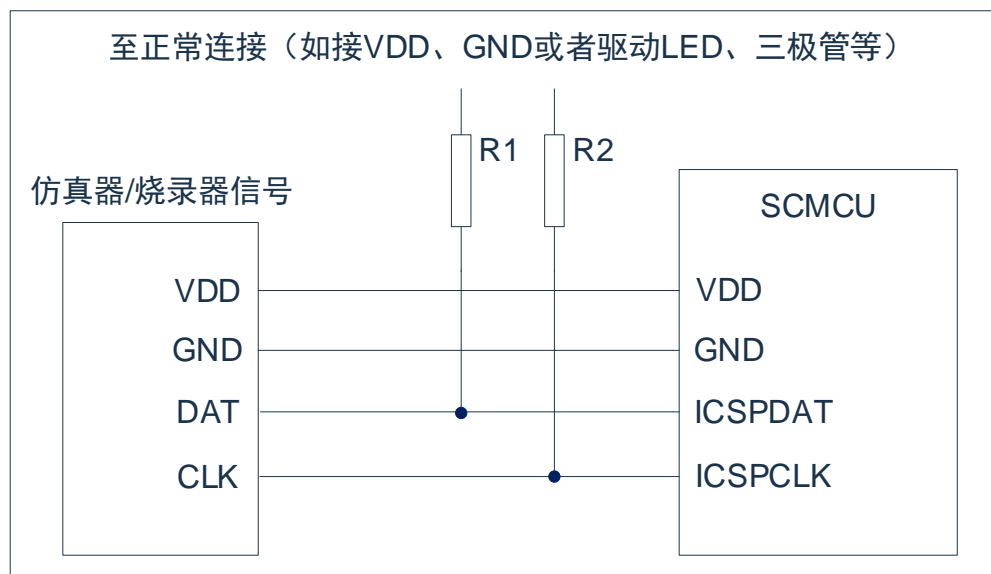 至正常连接（如接VDD、GND或者驱动LED、三极管等）
R1
R2
仿真器/烧录器信号
SCMCU
VDD
VDD
GND
GND
DAT
ICSPDAT
CLK
ICSPCLK